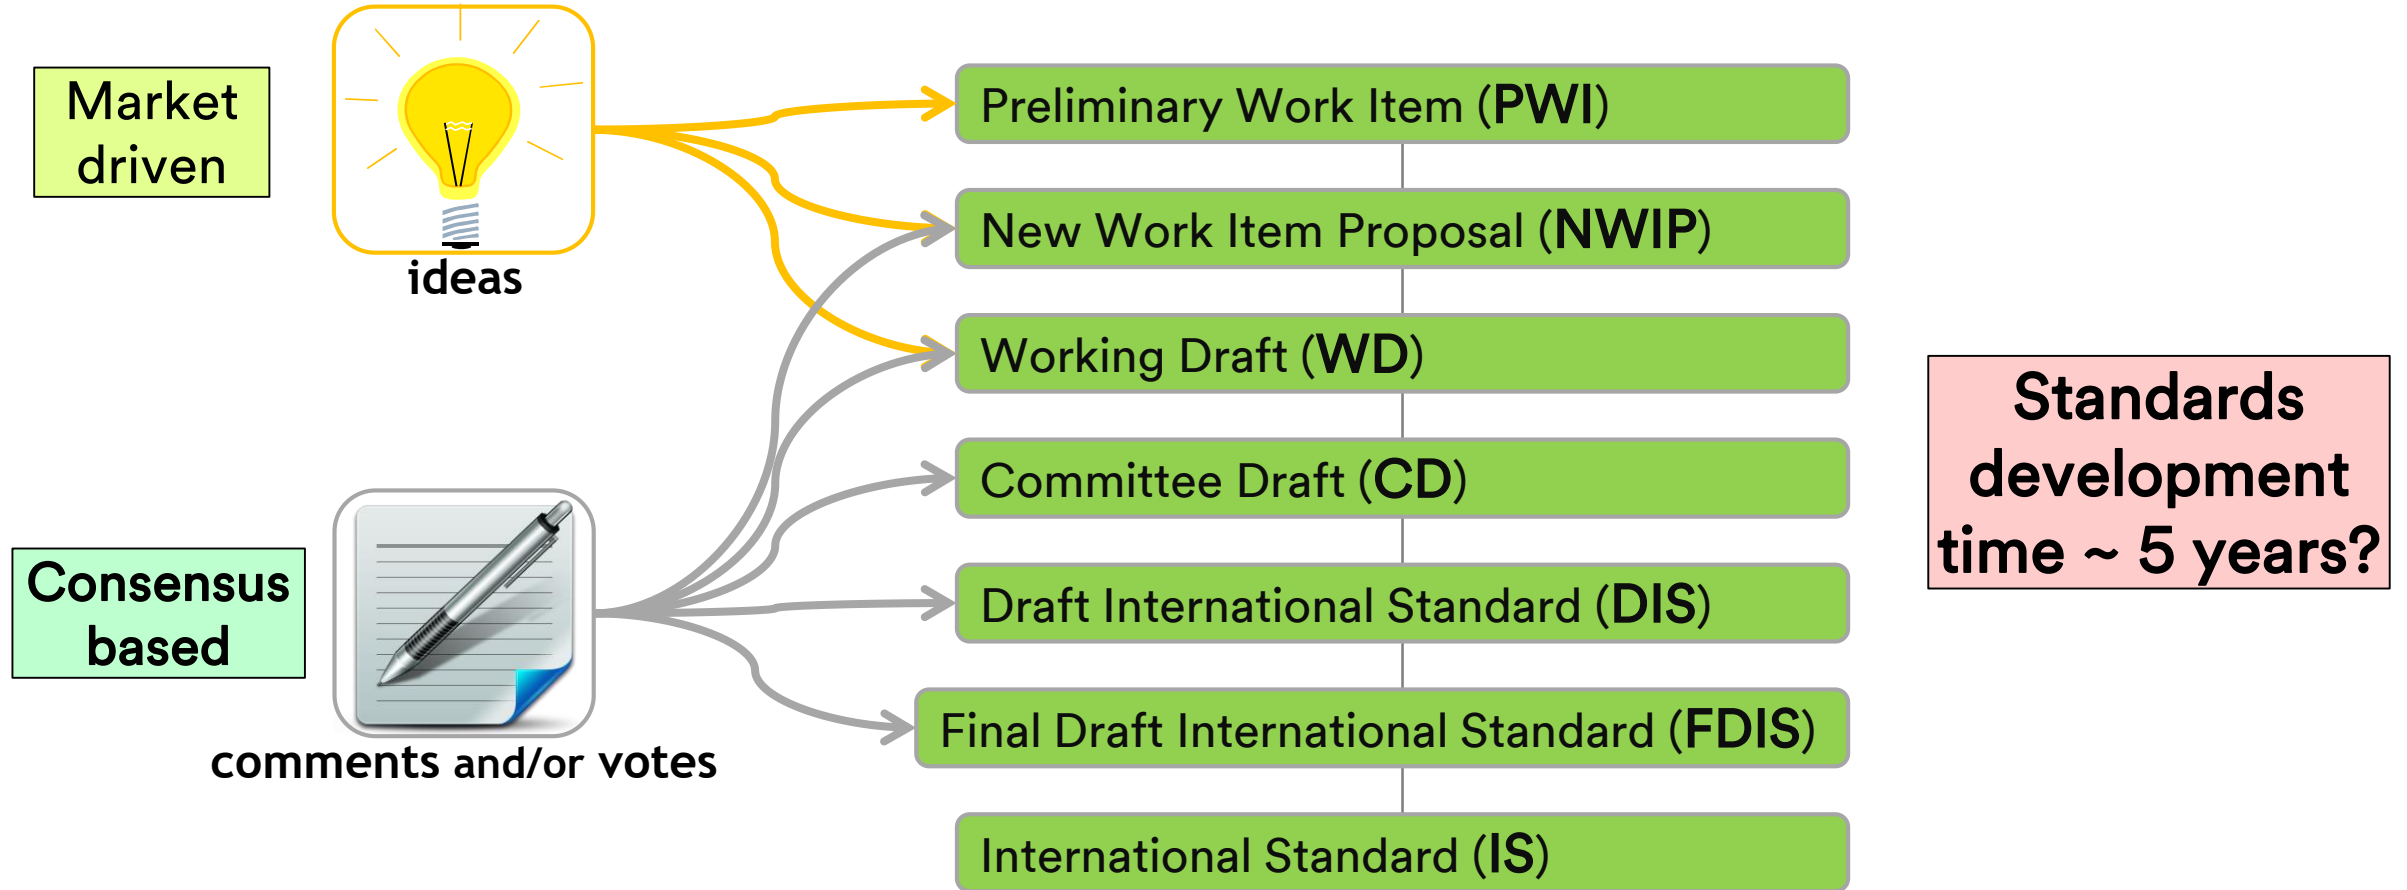 Market
driven
ideas
Consensus
based
comments and/or votes
Preliminary Work Item (PWI)
New Work Item Proposal (NWIP)
Working Draft (WD)
Committee Draft (CD)
Draft International Standard (DIS)
Final Draft International Standard (FDIS)
International Standard (IS)
Standards
development
time ~ 5 years?